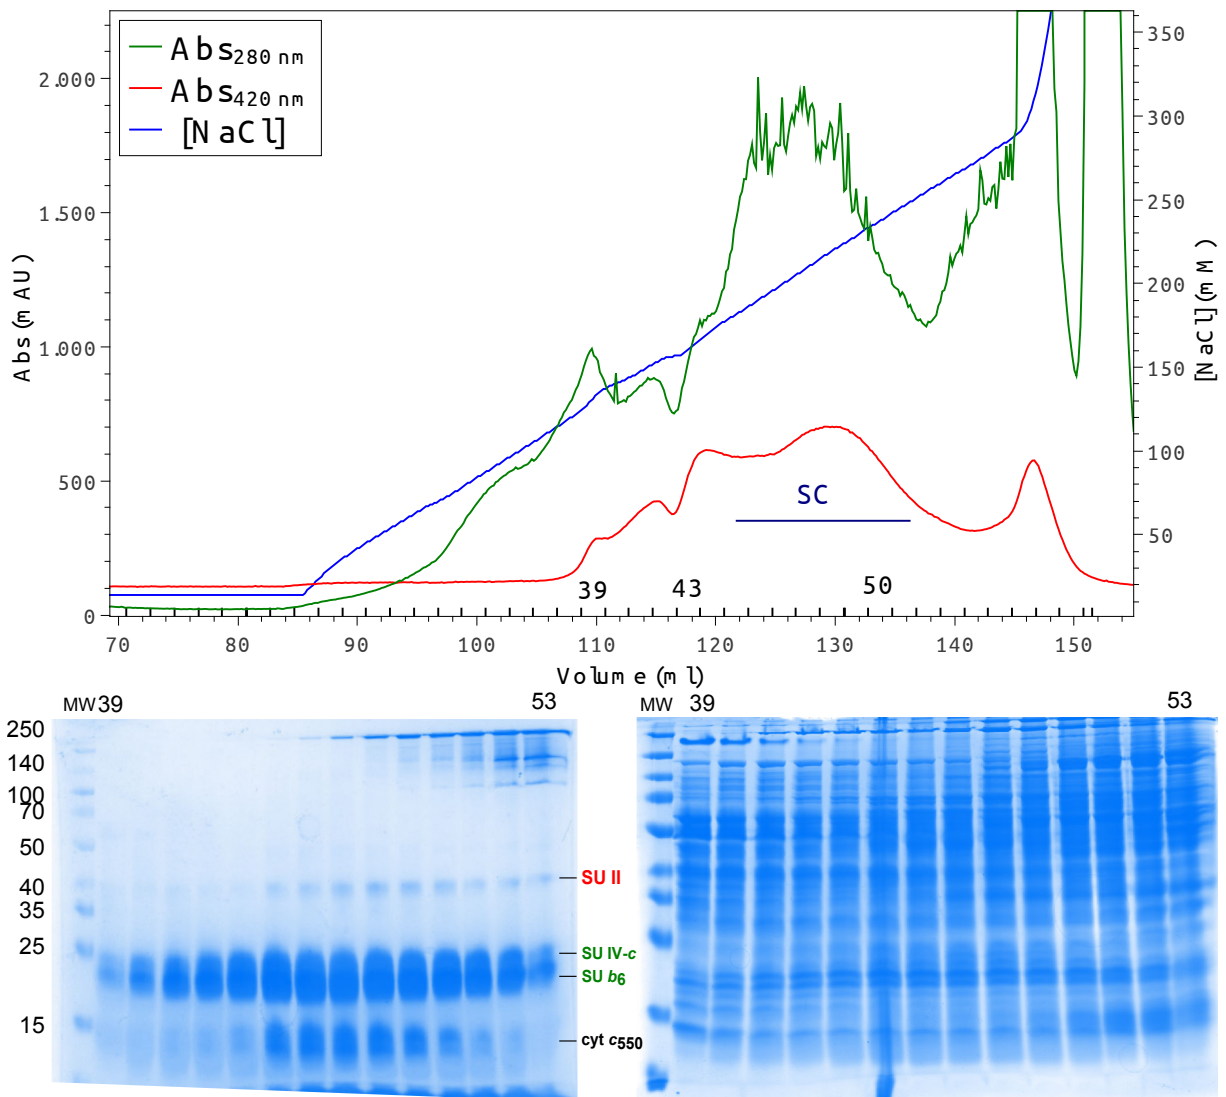 Abs280 nm
Abs420 nm
[NaCl]
Abs (mAU)
2.000
1.500
1.000
500
0
[NaCl] (mM)
350
300
250
200
150
100
50
SC
39 43 50
70 80 90 100 110 120 130 140 150
Volume (ml)
MW 39 53
250
140
100
70
50
40
35
25
15
SU II
SU IV-c
SU b6
cyt c550
MW 39 53